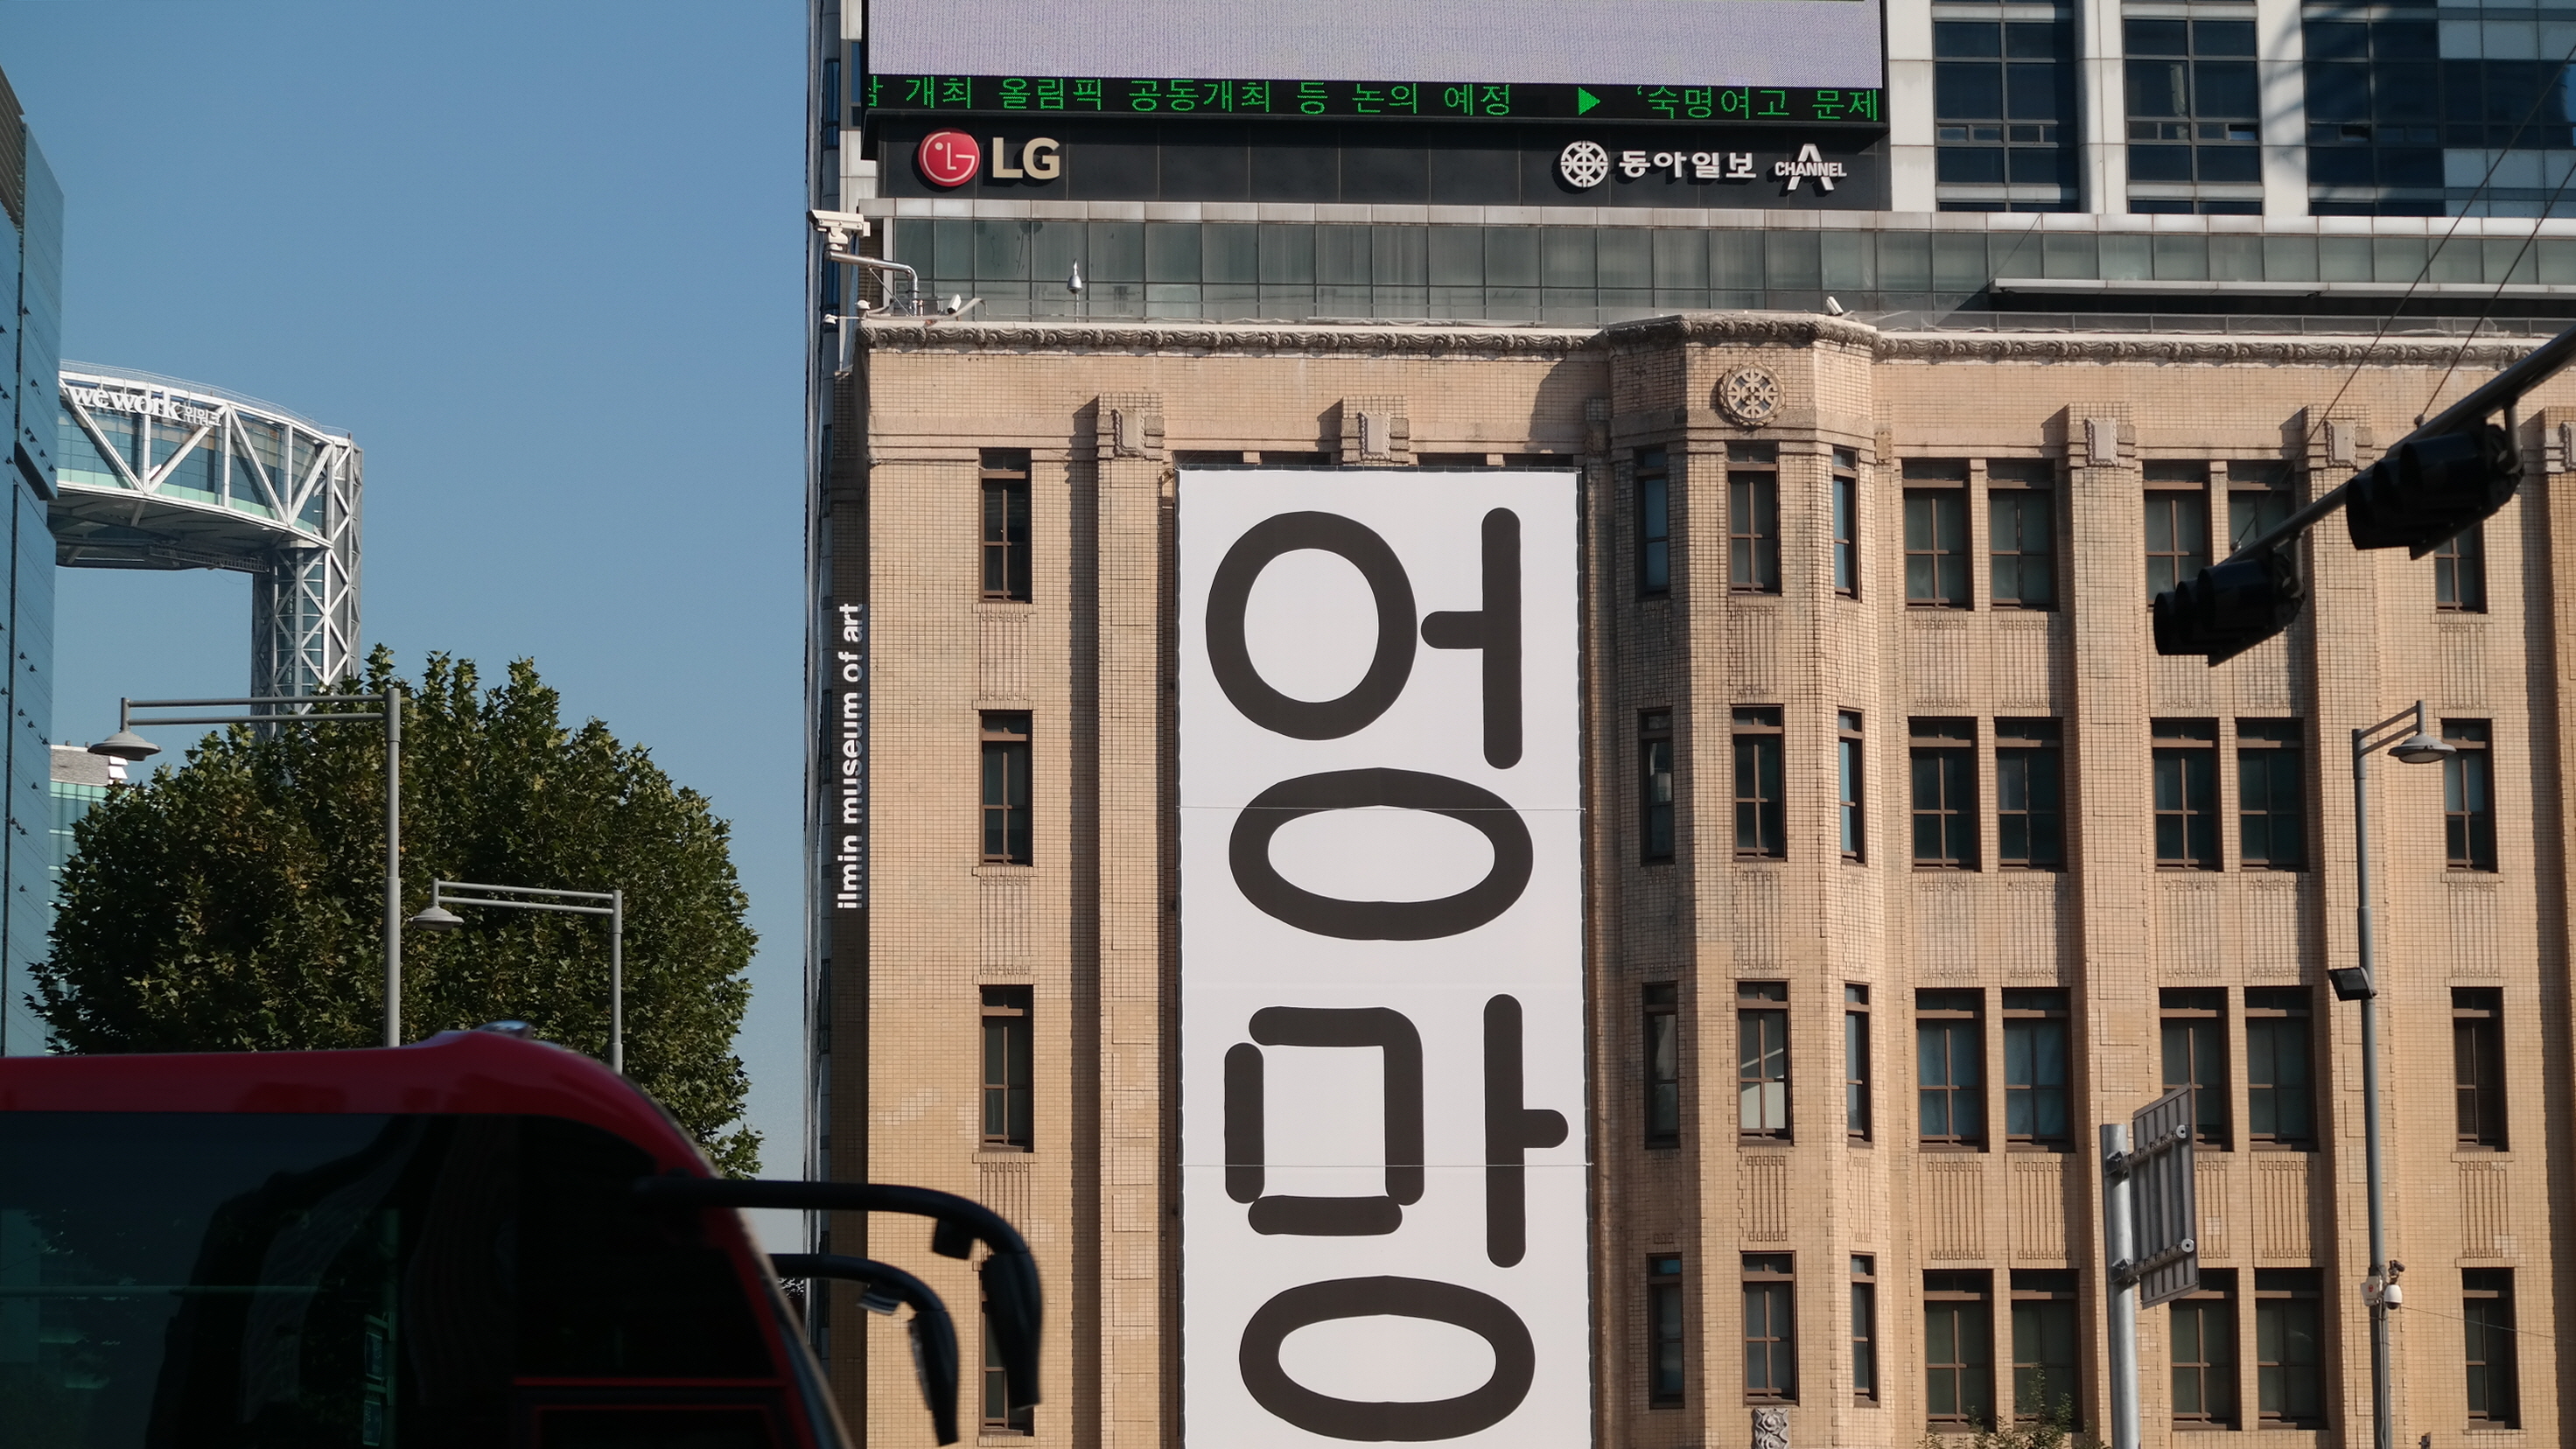 개최 올림픽 공동개최 등 논의 예정 ▶ '숙명여고 문제
LG
동아일보 CHANNEL A
wework 위워크
ilmin museum of art
엉
망